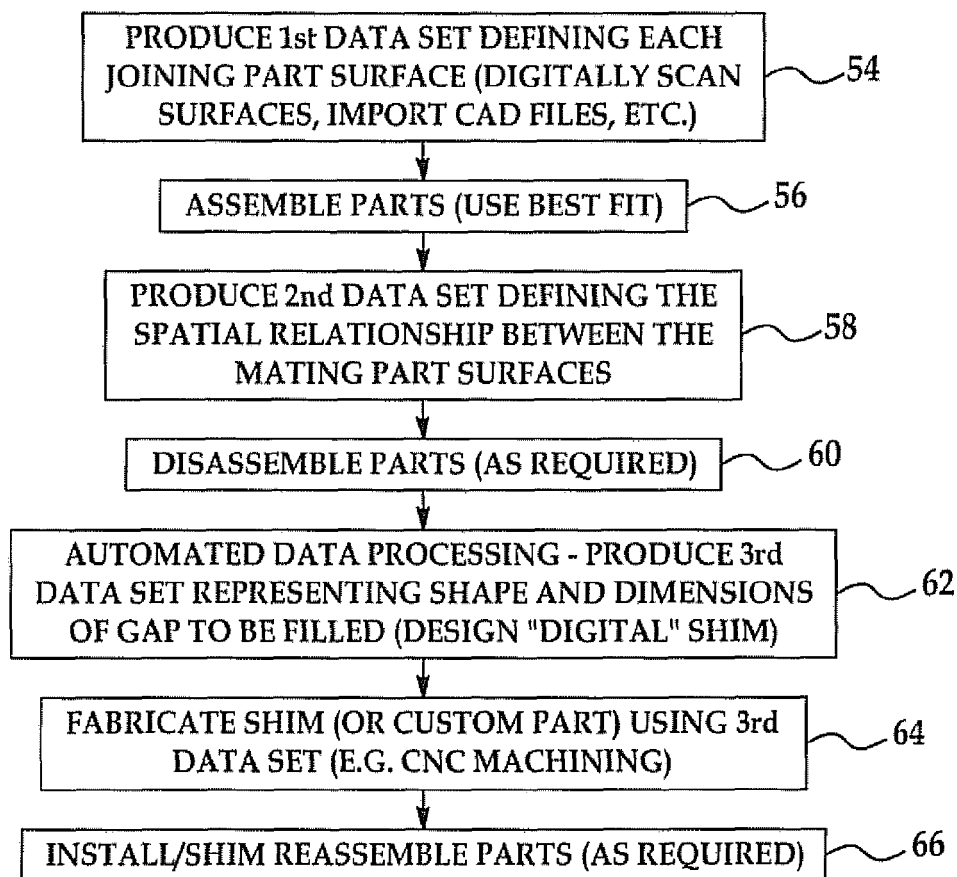 PRODUCE 1st DATA SET DEFINING EACH
JOINING PART SURFACE (DIGITALLY SCAN
SURFACES, IMPORT CAD FILES, ETC.)
54
ASSEMBLE PARTS (USE BEST FIT)
56
PRODUCE 2nd DATA SET DEFINING THE
SPATIAL RELATIONSHIP BETWEEN THE
MATING PART SURFACES
58
DISASSEMBLE PARTS (AS REQUIRED)
60
AUTOMATED DATA PROCESSING - PRODUCE 3rd
DATA SET REPRESENTING SHAPE AND DIMENSIONS
OF GAP TO BE FILLED (DESIGN "DIGITAL" SHIM)
62
FABRICATE SHIM (OR CUSTOM PART) USING 3rd
DATA SET (E.G. CNC MACHINING)
64
INSTALL/SHIM REASSEMBLE PARTS (AS REQUIRED)
66